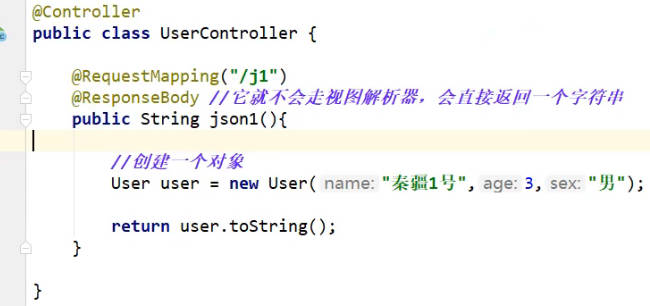 @Controller
public class UserController {
@RequestMapping("/j1")
@ResponseBody //它就不会走视图解析器，会直接返回一个字符串
public String json1(){
//创建一个对象
User user = new User( name: "秦疆1号", age: 3, sex: "男");
return user.toString();
}
}